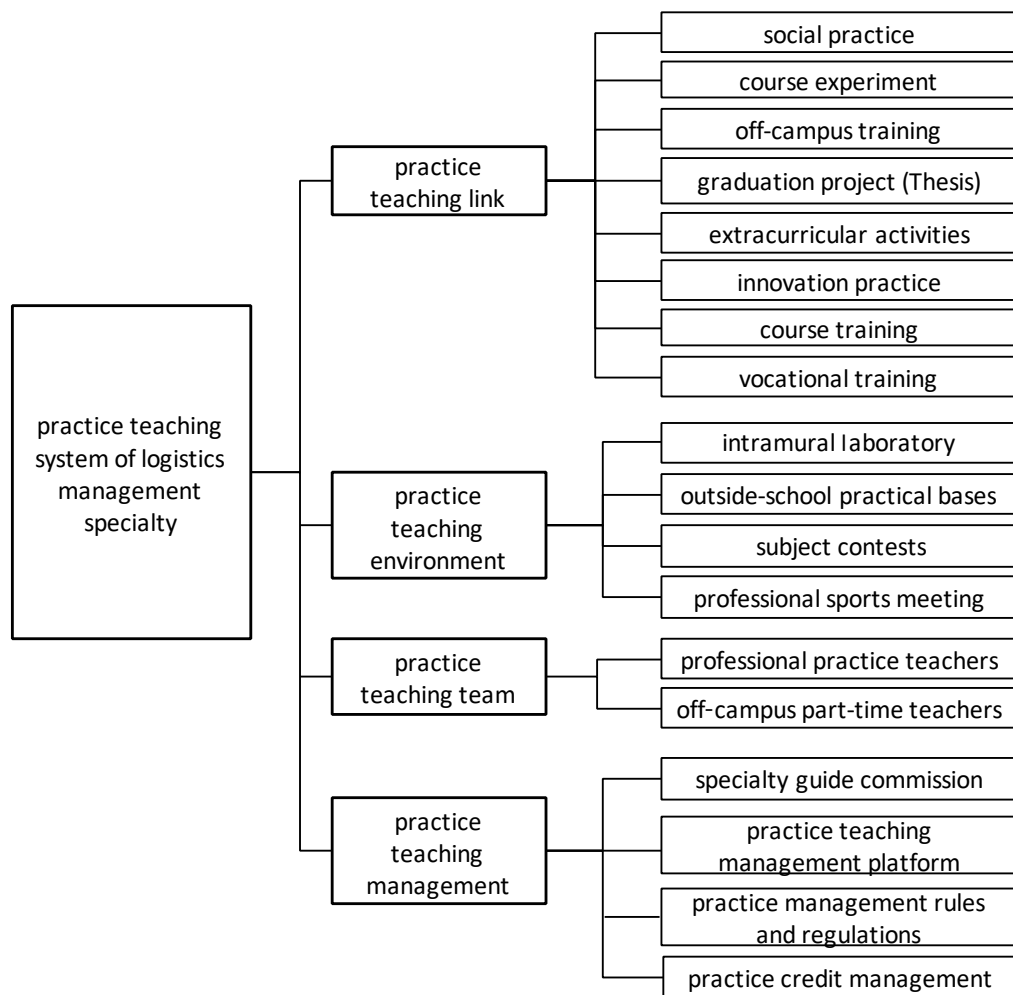 social practice
course experiment
off-campus training
practice
teaching link
graduation project (Thesis)
extracurricular activities
innovation practice
course training
vocational training
practice teaching
system of logistics
management
specialty
intramural laboratory
practice
teaching
environment
outside-school practical bases
subject contests
professional sports meeting
practice
teaching team
professional practice teachers
off-campus part-time teachers
practice
teaching
management
specialty guide commission
practice teaching
management platform
practice management rules
and regulations
practice credit management